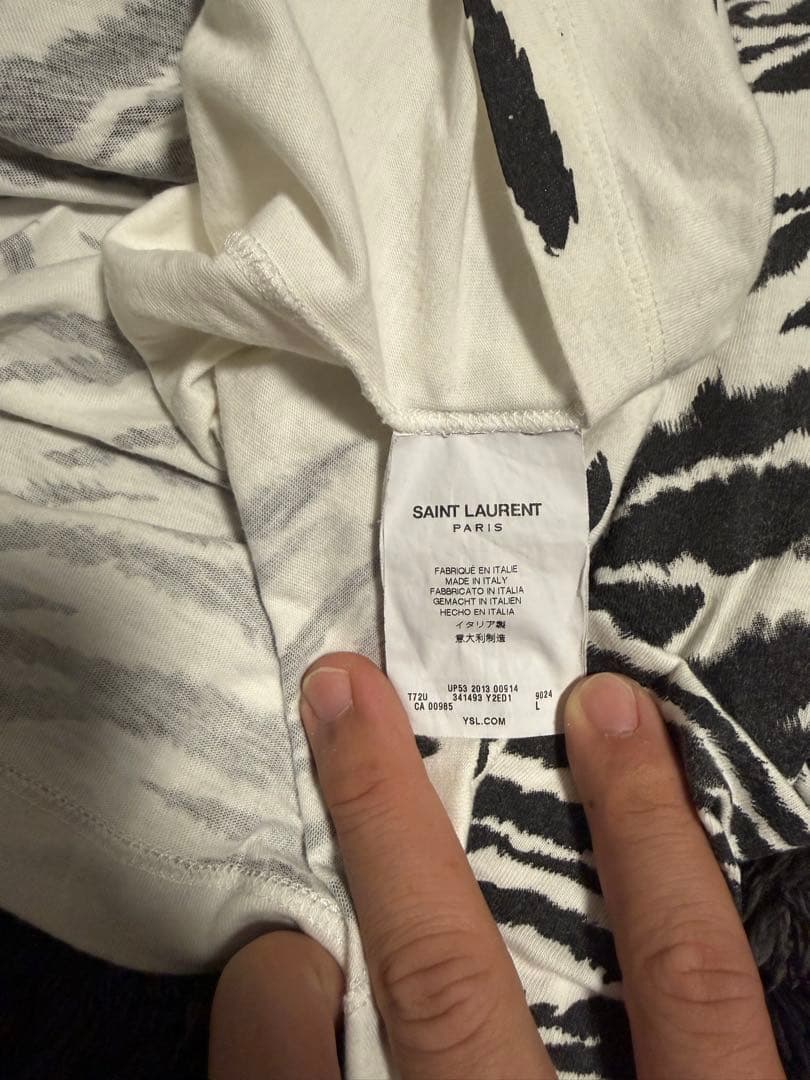 SAINT LAURENT
PARIS
FABRIQUÉ EN ITALIE
MADE IN ITALY
FABBRICATO IN ITALIA
GEMACHT IN ITALIEN
HECHO EN ITALIA
イタリア製
意大利制造
UP53 2013 00914
T72U 341493 Y2ED1 9024
CA 00985 L
YSL.COM